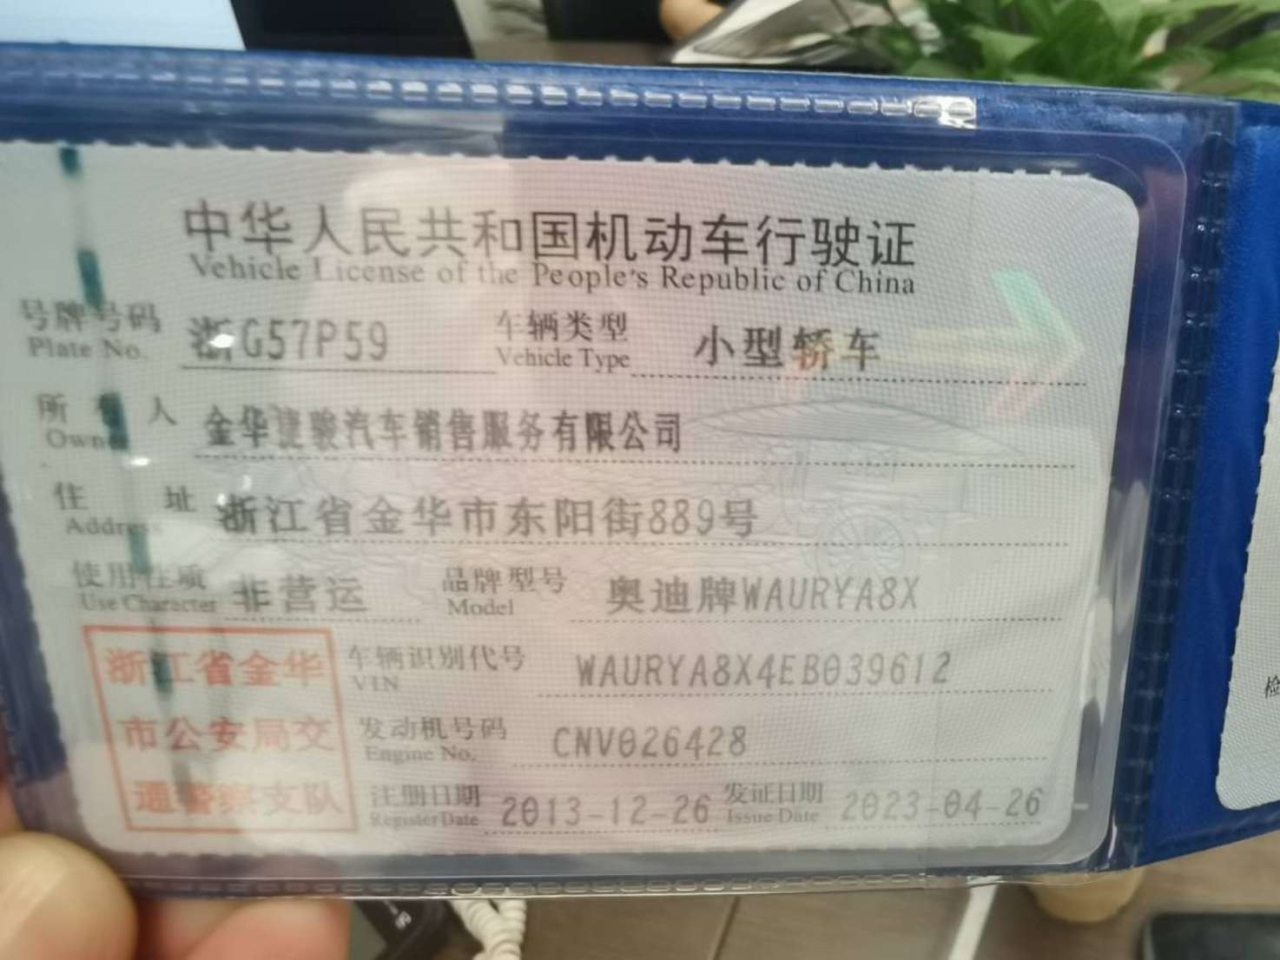 中华人民共和国机动车行驶证
Vehicle License of the People's Republic of China
号牌号码 浙G57P59 车辆类型 小型轿车
Plate No. Vehicle Type
所有人 金华捷骏汽车销售服务有限公司
Owner
住址 浙江省金华市东阳街889号
Address
使用性质 非营运 品牌型号 奥迪牌WAURYA8X
Use Character Model
浙江省金华
市公安局交
通警察支队
车辆识别代号 WAURYA8X4EB039612
VIN
发动机号码 CNV026428
Engine No.
注册日期 2013-12-26 发证日期 2023-04-26
Register Date Issue Date
检